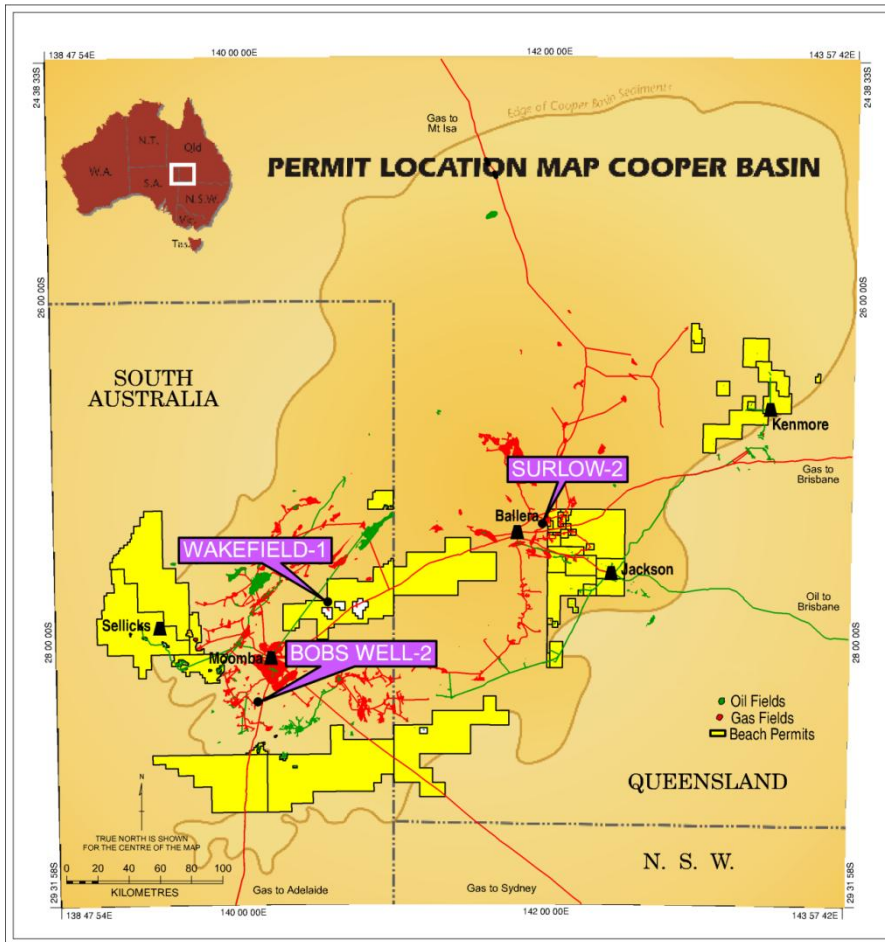 138 47 54E
140 00 00E
142 00 00E
143 57 42E
24 38 33S
24 38 33S
Gas to
Mt Isa
Edge of Cooper Basin Sediments
N.T.
Qld
W.A.
S.A.
N.S.W.
Vic.
Tas.
PERMIT LOCATION MAP COOPER BASIN
26 00 00S
26 00 00S
SOUTH
AUSTRALIA
Kenmore
SURLOW-2
Gas to
Brisbane
Ballera
WAKEFIELD-1
Jackson
Oil to
Brisbane
Sellicks
28 00 00S
28 00 00S
Moomba
BOBS WELL-2
Oil Fields
Gas Fields
Beach Permits
QUEENSLAND
N
TRUE NORTH IS SHOWN
FOR THE CENTRE OF THE MAP
N. S. W.
0 20 40 60 80 100
KILOMETRES
Gas to Adelaide
Gas to Sydney
29 31 58S
29 31 58S
138 47 54E
140 00 00E
142 00 00E
143 57 42E